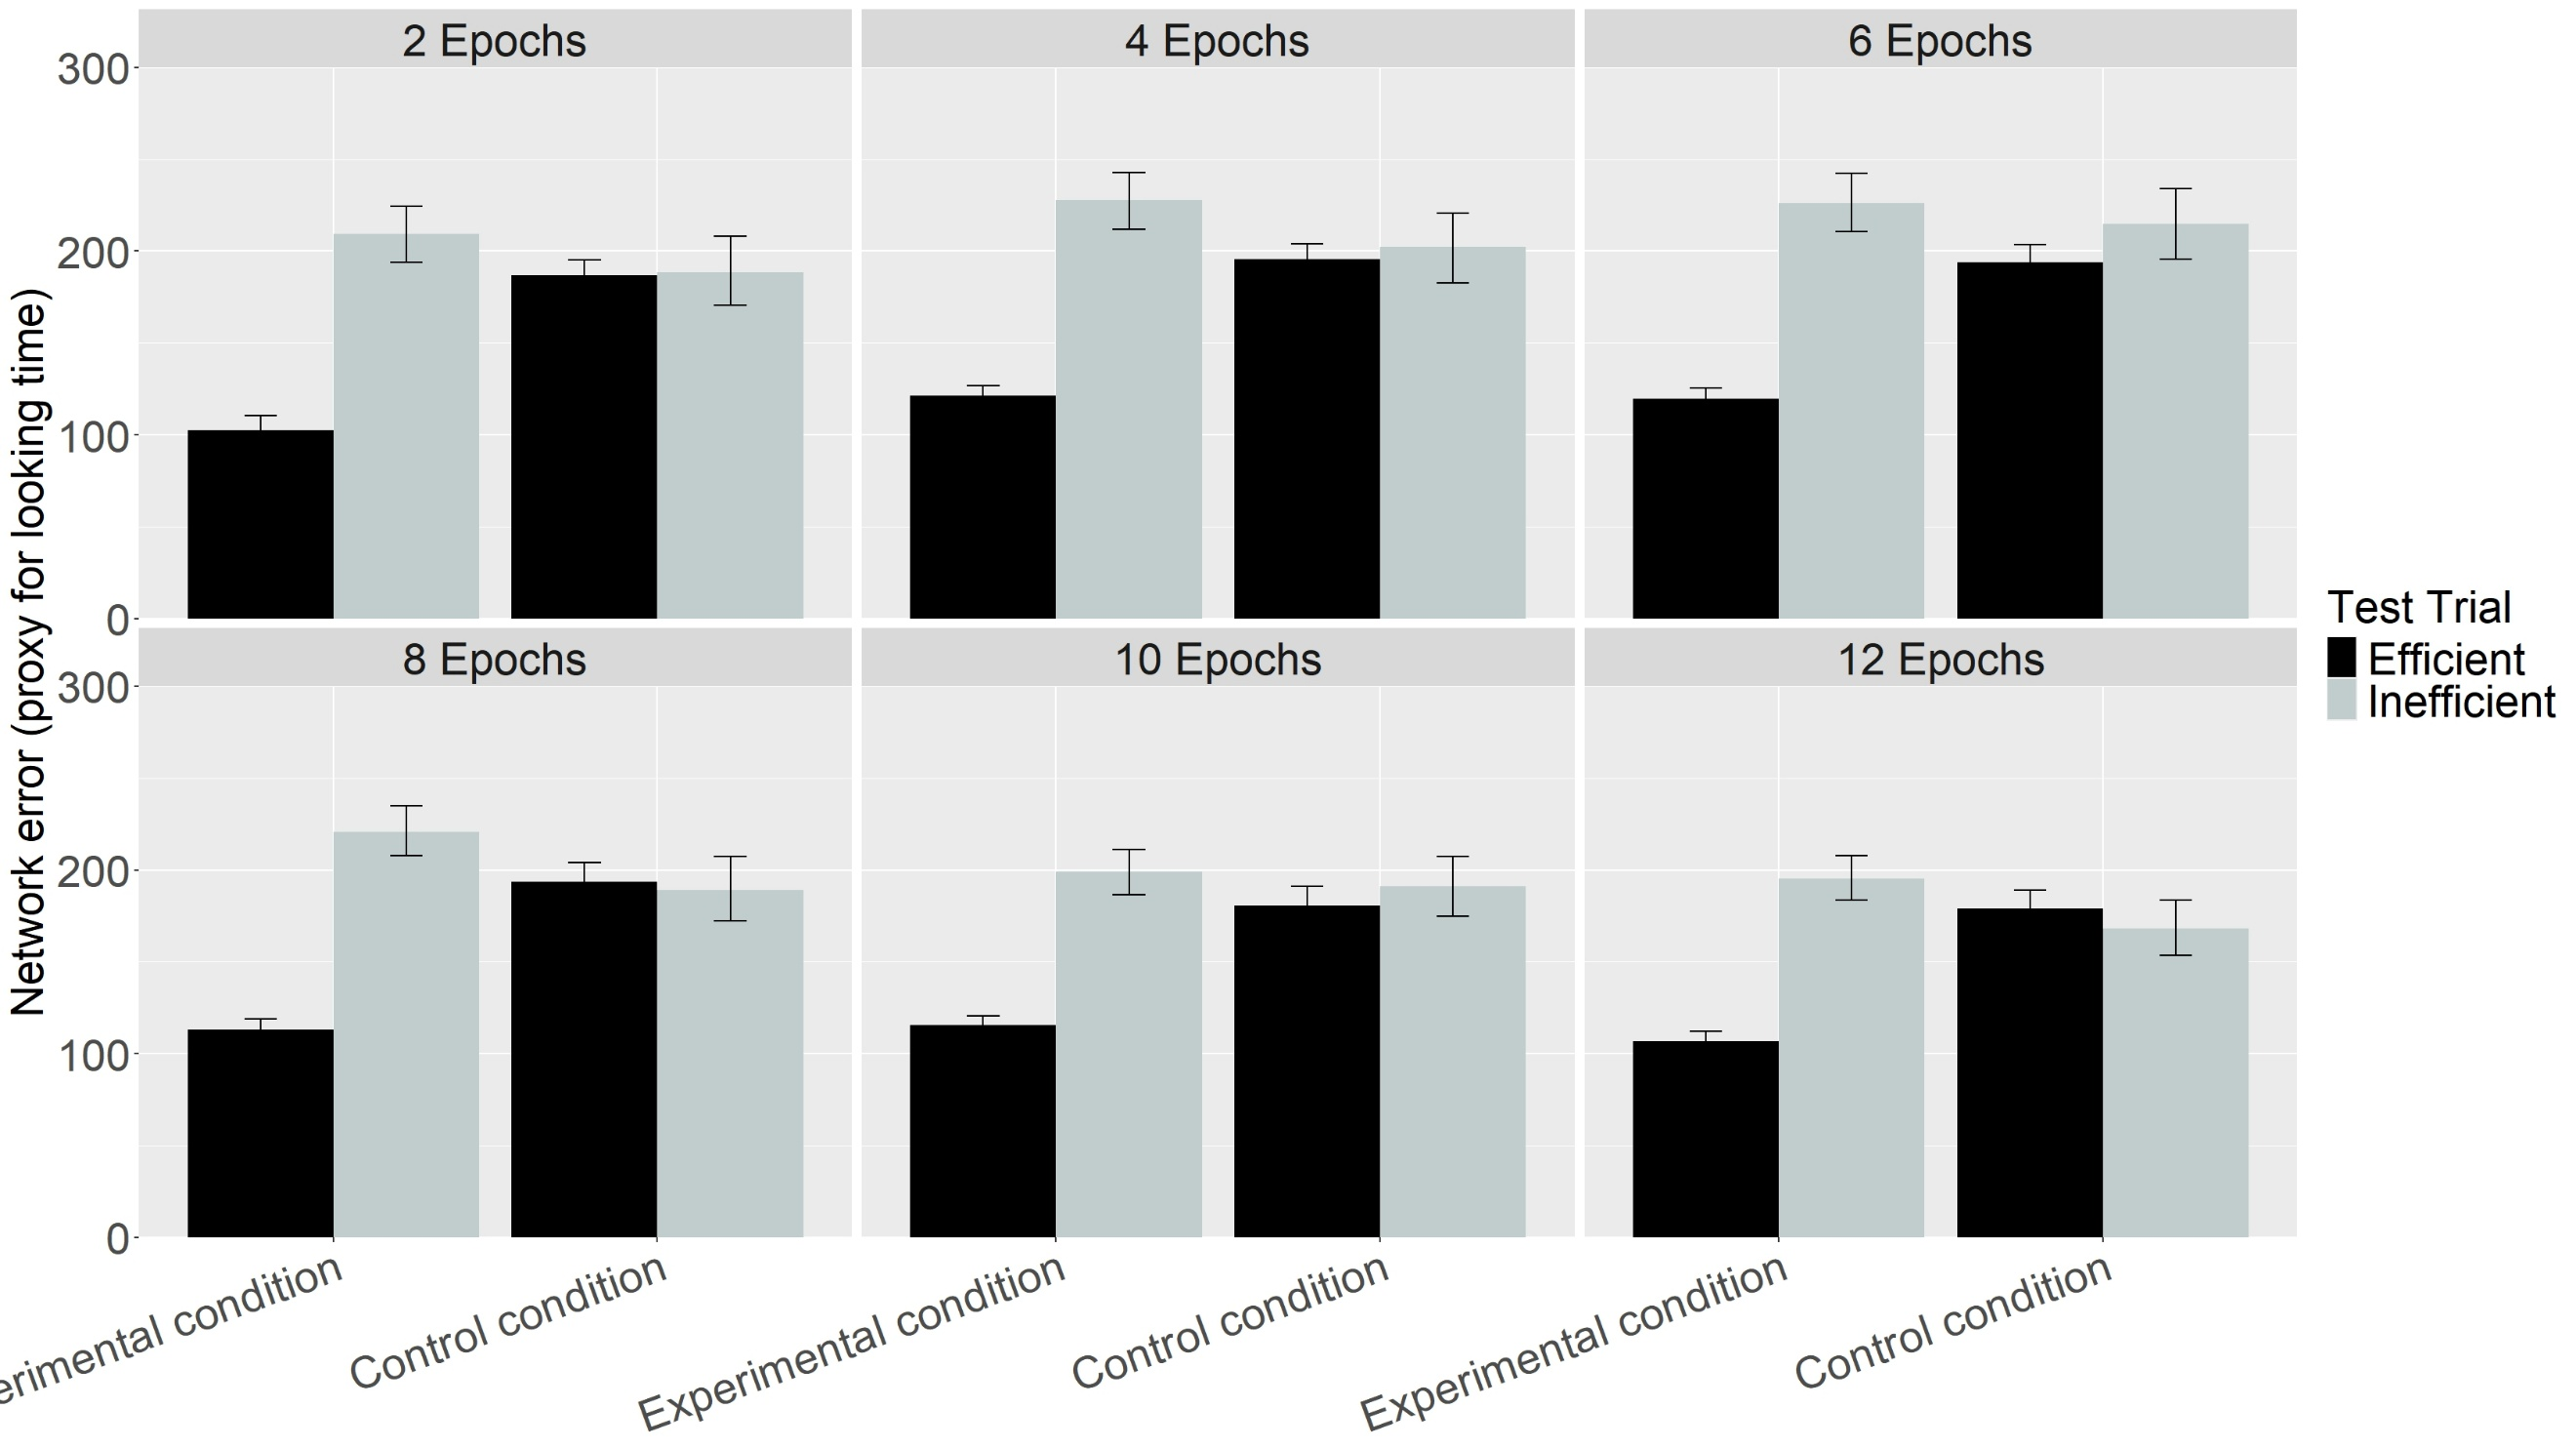 Network error (proxy for looking time)
2 Epochs
4 Epochs
6 Epochs
300
200
100
0
8 Epochs
10 Epochs
12 Epochs
300
200
100
0
erimental condition
Control condition
Experimental condition
Control condition
Experimental condition
Control condition
Test Trial
Efficient
Inefficient